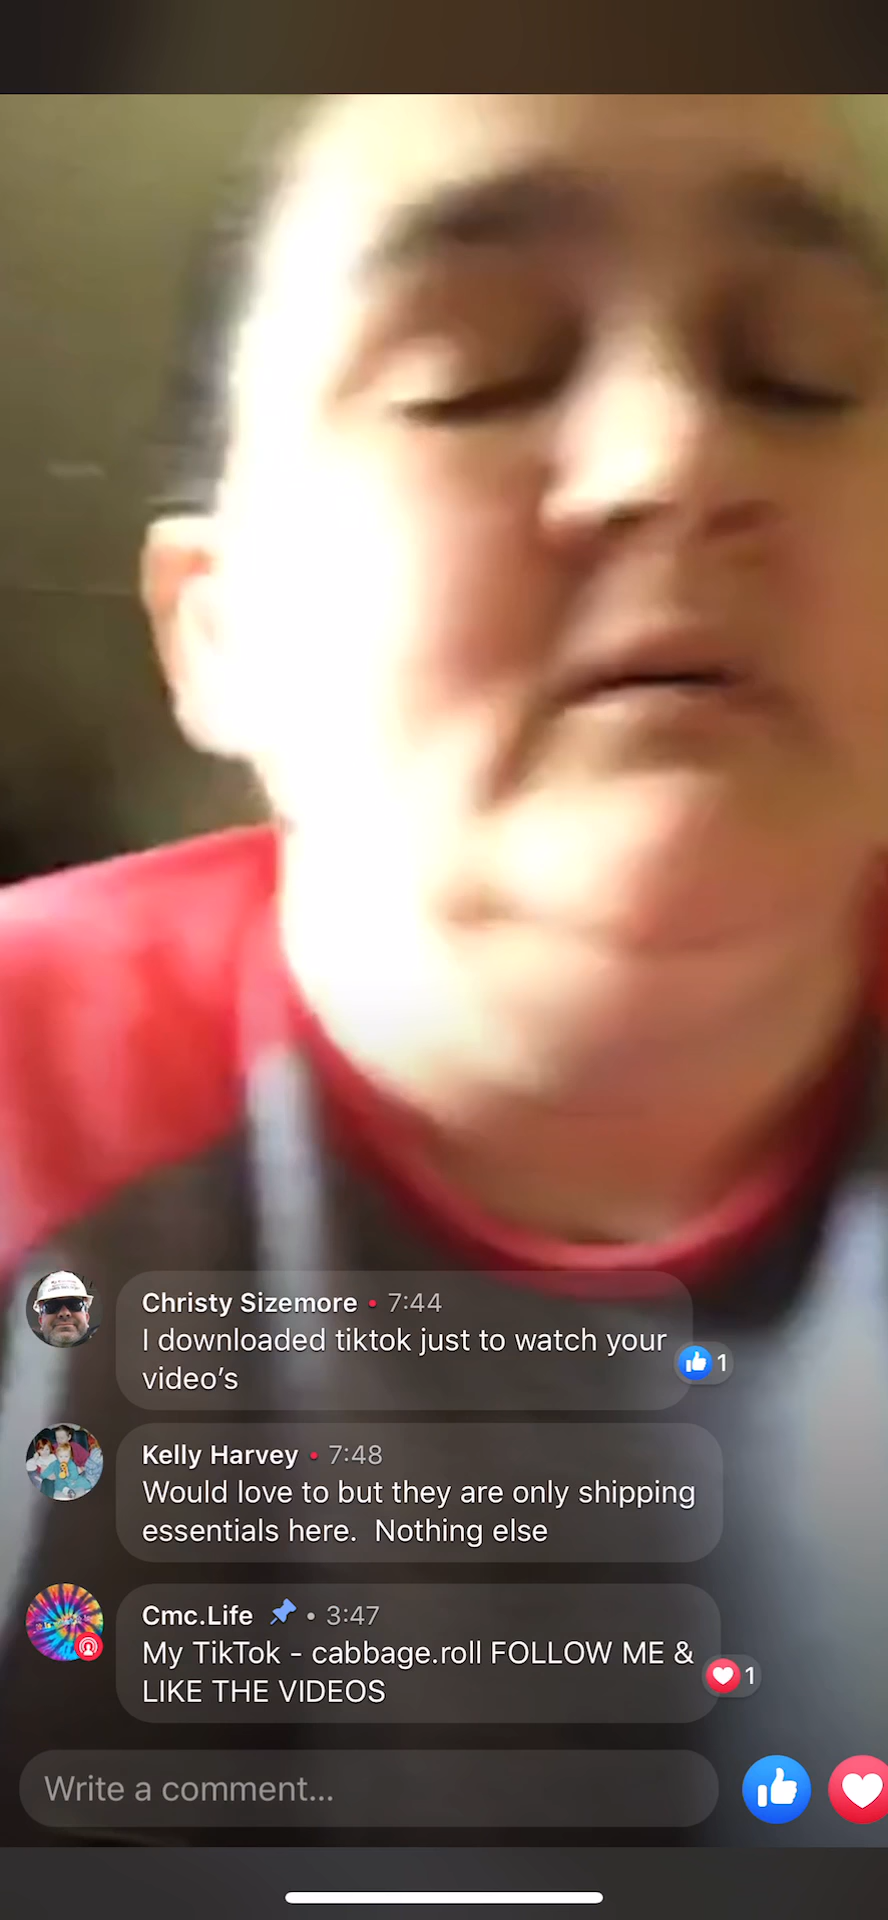 Christy Sizemore • 7:44
I downloaded tiktok just to watch your
video's
1
Kelly Harvey • 7:48
Would love to but they are only shipping
essentials here.  Nothing else
Cmc.Life • 3:47
My TikTok - cabbage.roll FOLLOW ME &
LIKE THE VIDEOS
1
Write a comment...